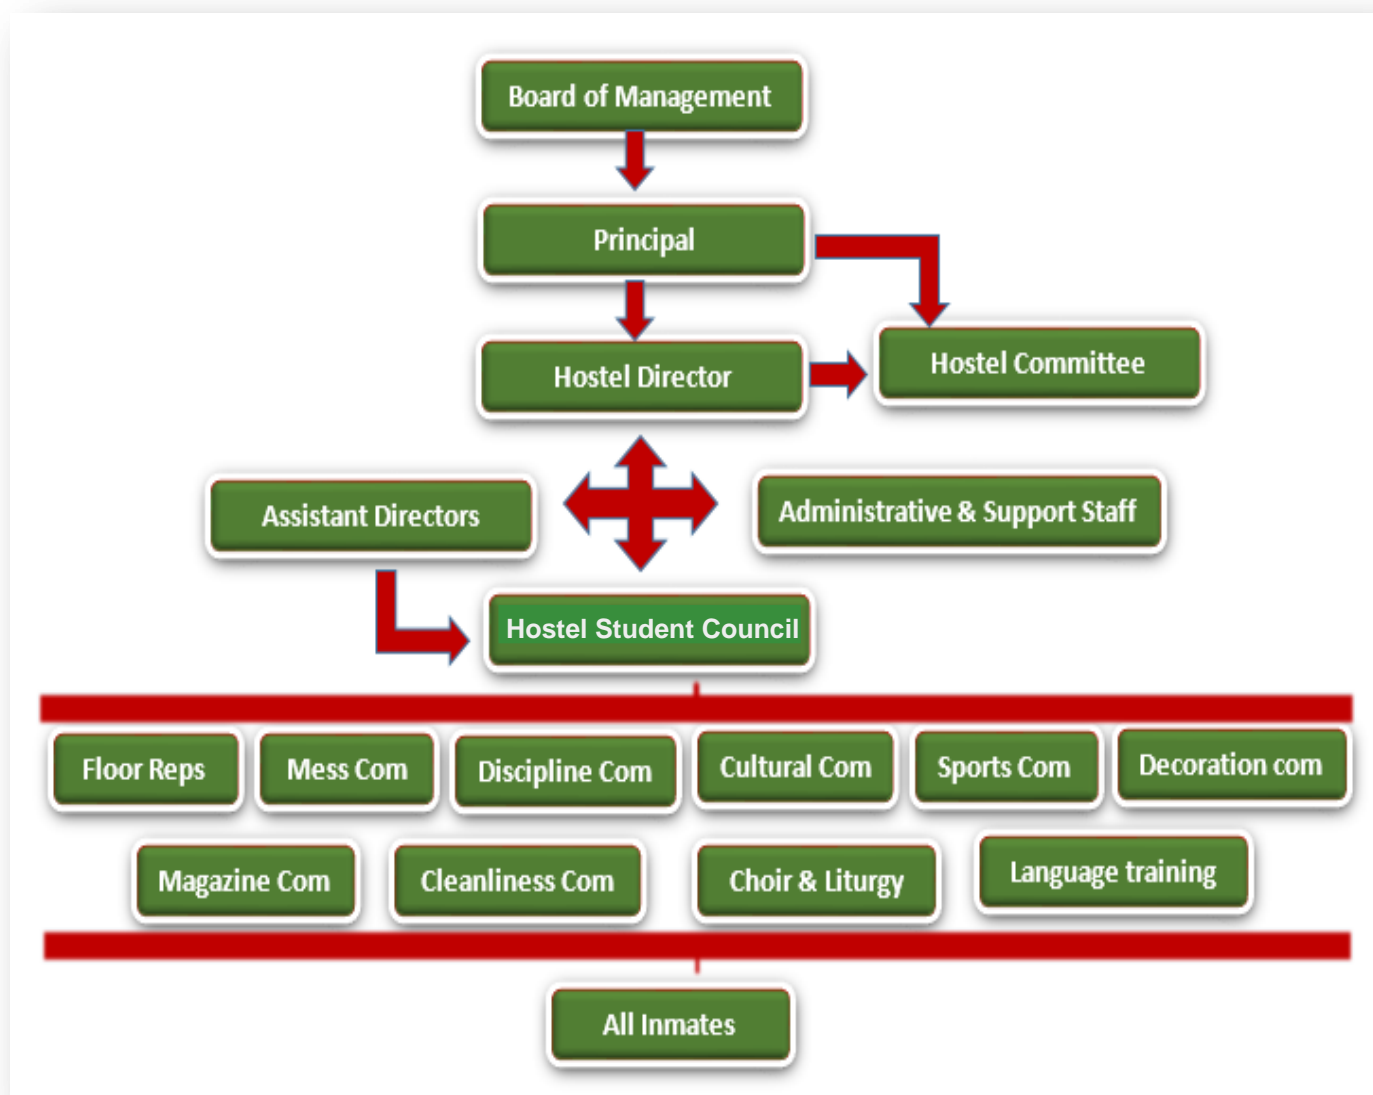 Board of Management
Principal
Hostel Director
Hostel Committee
Assistant Directors
Administrative & Support Staff
Hostel Student Council
Floor Reps
Mess Com
Discipline Com
Cultural Com
Sports Com
Decoration com
Magazine Com
Cleanliness Com
Choir & Liturgy
Language training
All Inmates